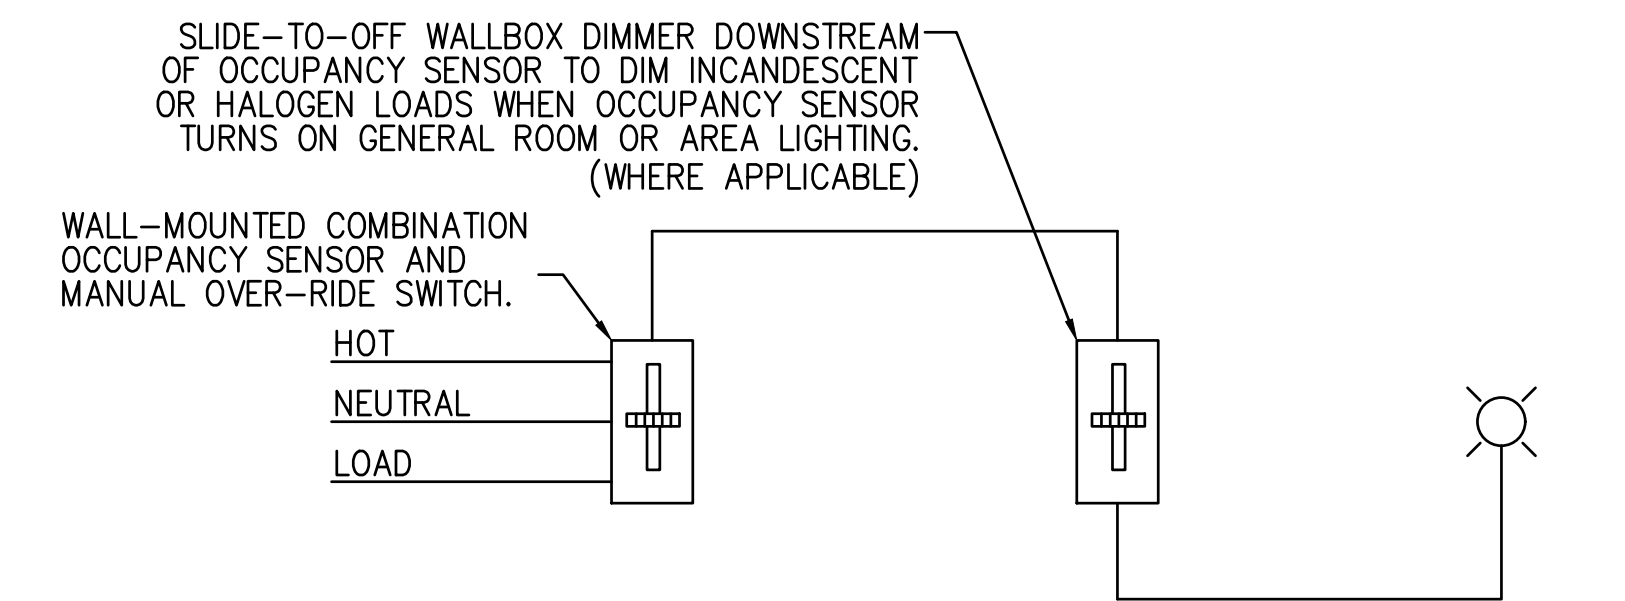 SLIDE-TO-OFF WALLBOX DIMMER DOWNSTREAM
OF OCCUPANCY SENSOR TO DIM INCANDESCENT
OR HALOGEN LOADS WHEN OCCUPANCY SENSOR
TURNS ON GENERAL ROOM OR AREA LIGHTING.
(WHERE APPLICABLE)
WALL-MOUNTED COMBINATION
OCCUPANCY SENSOR AND
MANUAL OVER-RIDE SWITCH.
HOT
NEUTRAL
LOAD